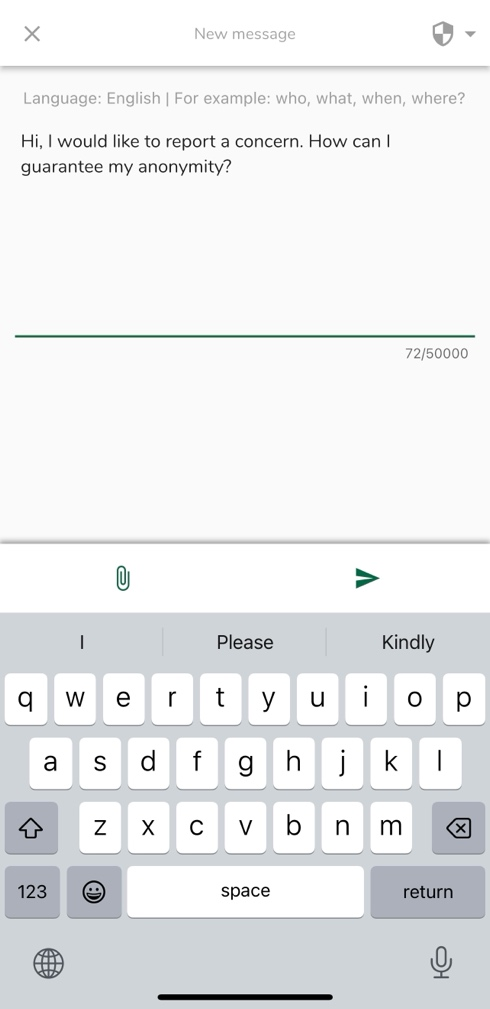 New message
Language: English | For example: who, what, when, where?
Hi, I would like to report a concern. How can I
guarantee my anonymity?
72/50000
I Please Kindly
q w e r t y u i o p
a s d f g h j k l
z x c v b n m
123 space return